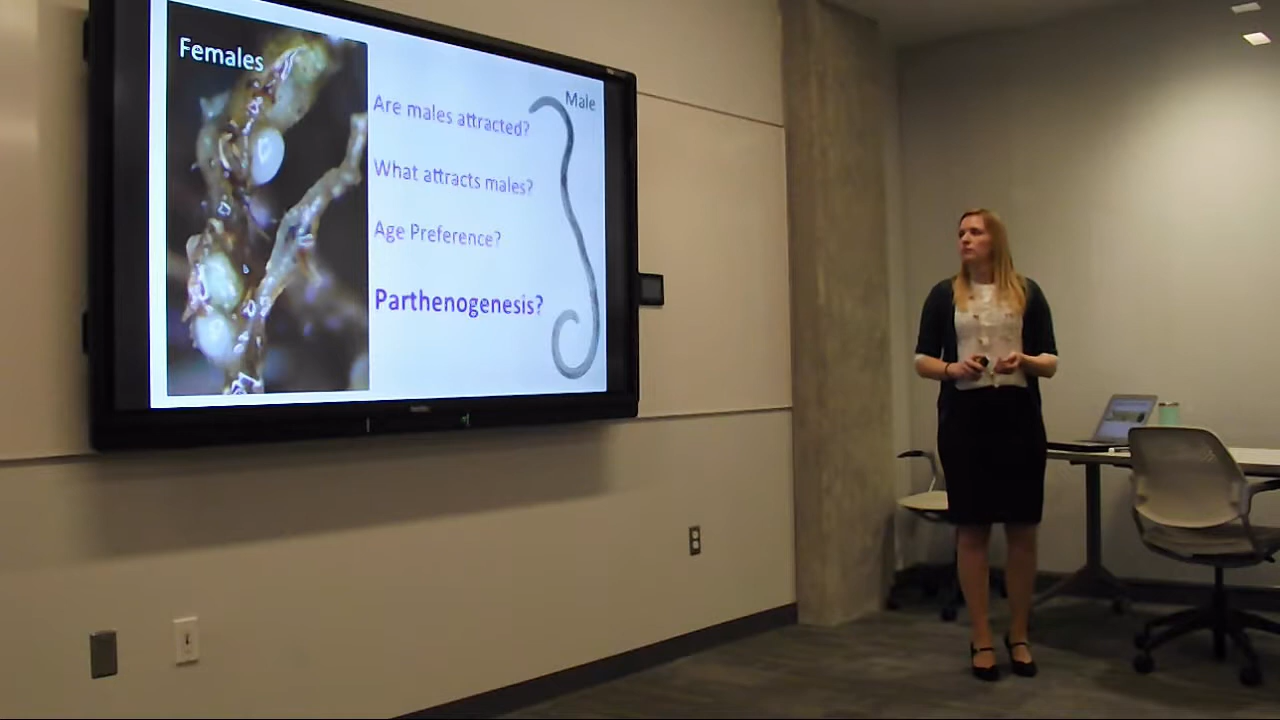 Females
Male
Are males attracted?
What attracts males?
Age Preference?
Parthenogenesis?